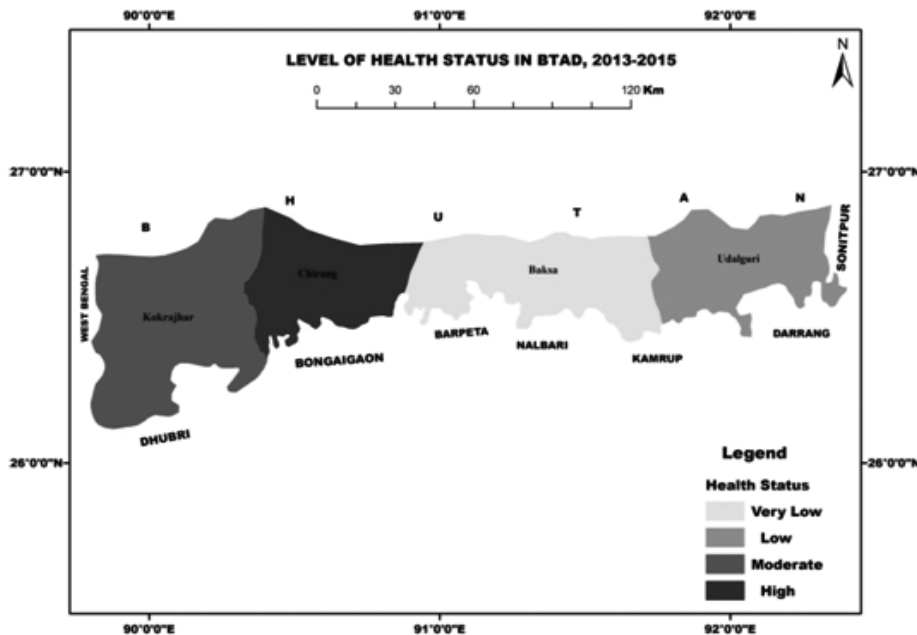 90°0'0"E 91°0'0"E 92°0'0"E
N
LEVEL OF HEALTH STATUS IN BTAD, 2013-2015
0 30 60 120 Km
27°0'0"N 27°0'0"N
B H U T A N
WEST BENGAL
Kokrajhar
Chirang
Baksa
Udalguri
SONITPUR
DHUBRI
BONGAIGAON
BARPETA
NALBARI
KAMRUP
DARRANG
26°0'0"N 26°0'0"N
Legend
Health Status
Very Low
Low
Moderate
High
90°0'0"E 91°0'0"E 92°0'0"E